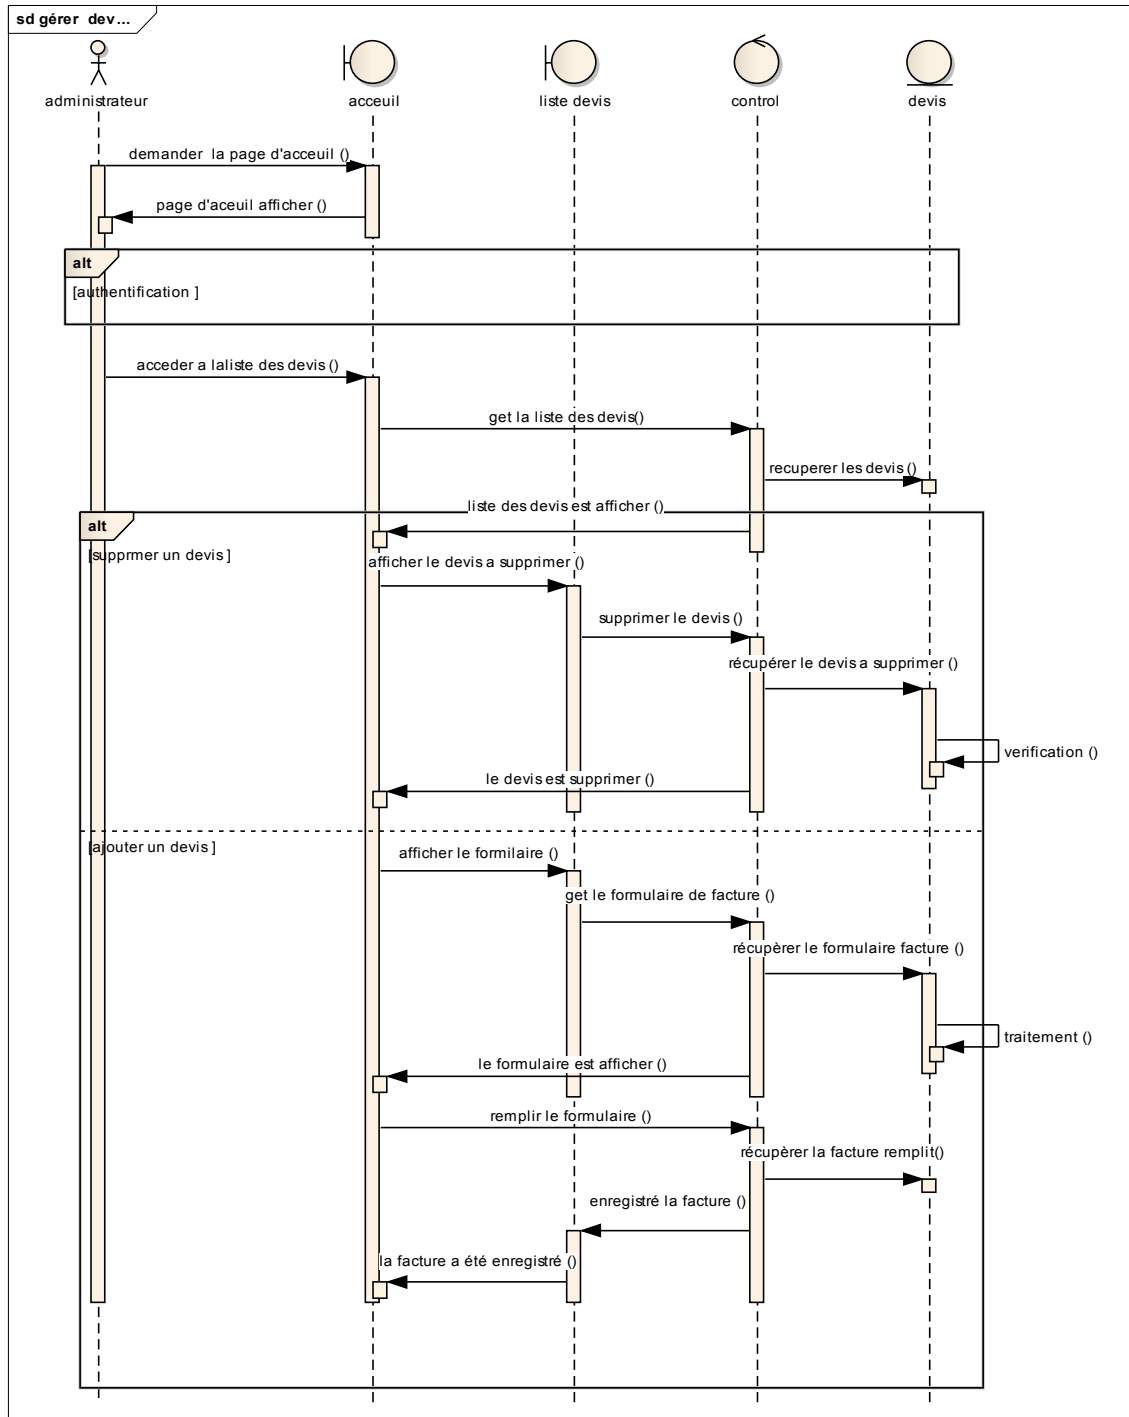 sd gérer dev...
administrateur
acceuil
liste devis
control
devis
demander la page d'acceuil ()
page d'aceuil afficher ()
alt
[authentification ]
acceder a laliste des devis ()
get la liste des devis()
recuperer les devis ()
liste des devis est afficher ()
alt
[supprmer un devis ]
afficher le devis a supprimer ()
supprimer le devis ()
récupérer le devis a supprimer ()
verification ()
le devis est supprimer ()
[ajouter un devis ]
afficher le formilaire ()
get le formulaire de facture ()
récupèrer le formulaire facture ()
traitement ()
le formulaire est afficher ()
remplir le formulaire ()
récupèrer la facture remplit()
enregistré la facture ()
la facture a été enregistré ()